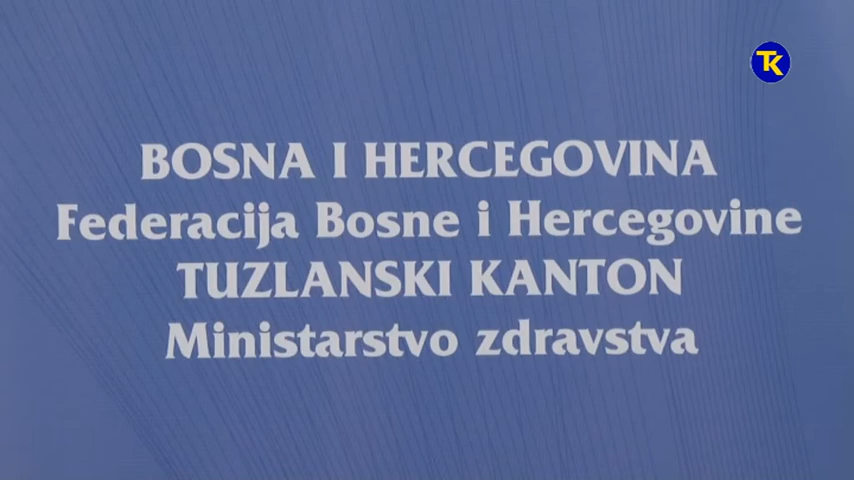 TK
BOSNA I HERCEGOVINA
Federacija Bosne i Hercegovine
TUZLANSKI KANTON
Ministarstvo zdravstva